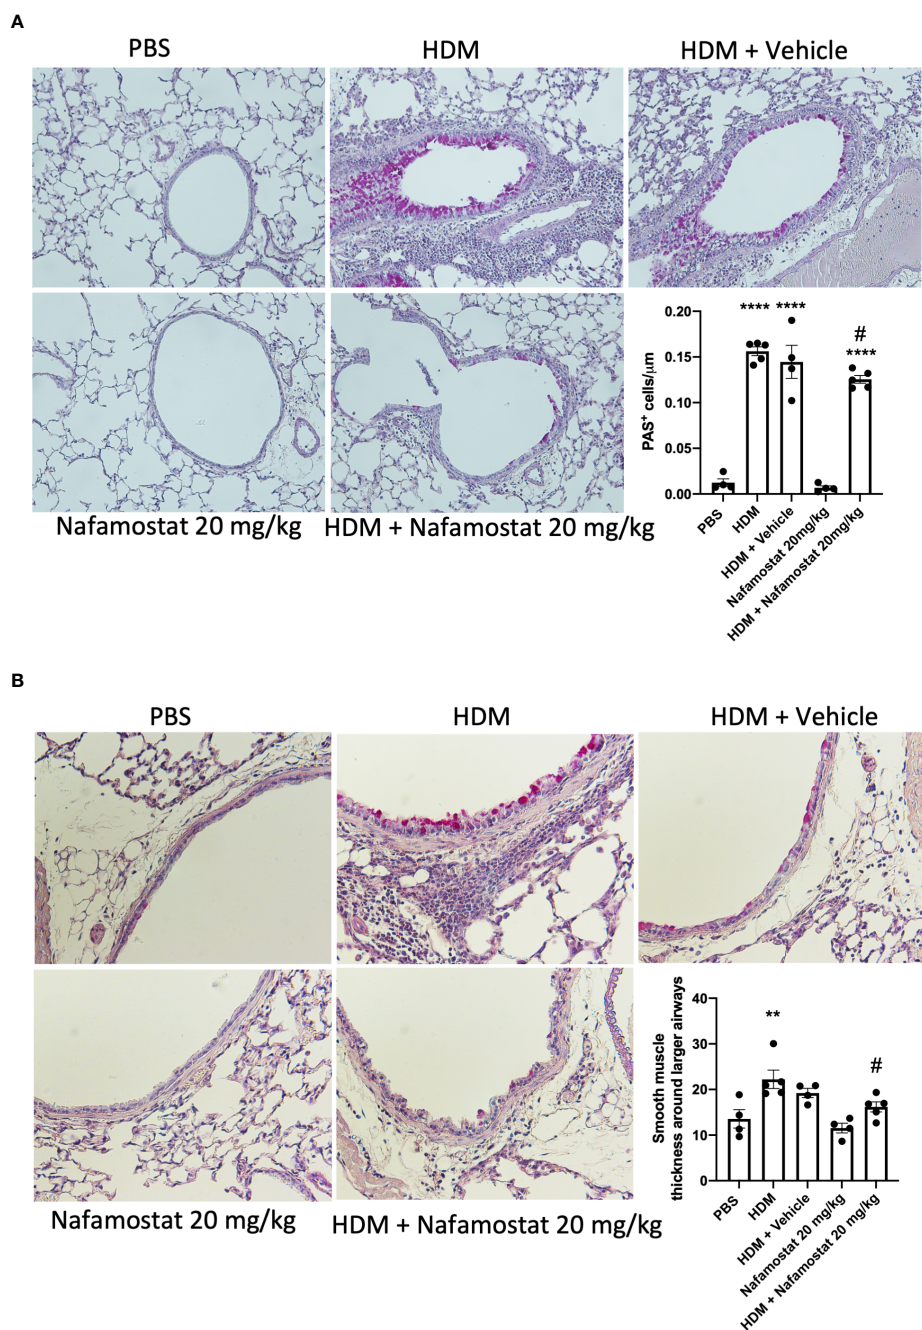 A
PBS
HDM
HDM + Vehicle
Nafamostat 20 mg/kg
HDM + Nafamostat 20 mg/kg
PAS+ cells/μm
0.20
0.15
0.10
0.05
0.00
****
****
#
****
PBS
HDM
HDM + Vehicle
Nafamostat 20mg/kg
HDM + Nafamostat 20mg/kg
B
PBS
HDM
HDM + Vehicle
Nafamostat 20 mg/kg
HDM + Nafamostat 20 mg/kg
Smooth muscle
thickness around larger airways
40
30
20
10
0
**
#
PBS
HDM
HDM + Vehicle
Nafamostat 20 mg/kg
HDM + Nafamostat 20 mg/kg